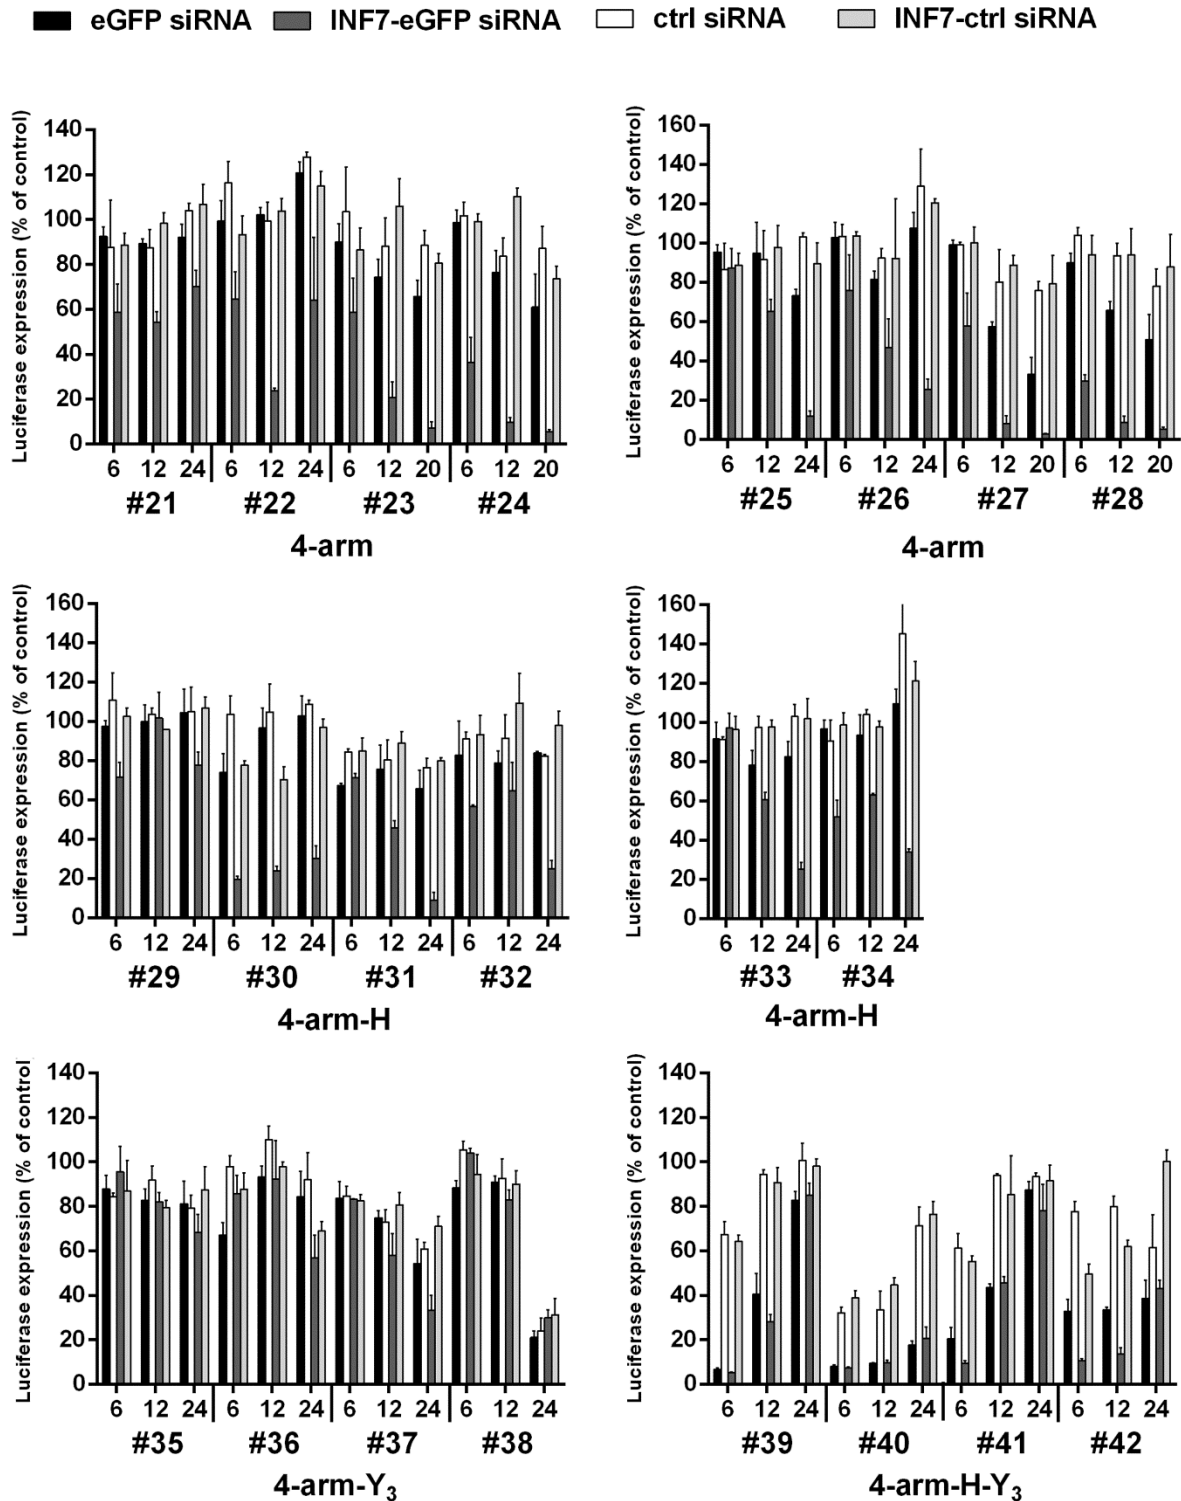 eGFP siRNA INF7-eGFP siRNA ctrl siRNA INF7-ctrl siRNA
Luciferase expression (% of control)
140
120
100
80
60
40
20
0
6 12 24 6 12 24 6 12 20 6 12 20
#21 #22 #23 #24
4-arm
Luciferase expression (% of control)
160
140
120
100
80
60
40
20
0
6 12 24 6 12 24 6 12 20 6 12 20
#25 #26 #27 #28
4-arm
Luciferase expression (% of control)
160
140
120
100
80
60
40
20
0
6 12 24 6 12 24 6 12 24 6 12 24
#29 #30 #31 #32
4-arm-H
Luciferase expression (% of control)
160
140
120
100
80
60
40
20
0
6 12 24 6 12 24
#33 #34
4-arm-H
Luciferase expression (% of control)
140
120
100
80
60
40
20
0
6 12 24 6 12 24 6 12 24 6 12 24
#35 #36 #37 #38
4-arm-Y₃
Luciferase expression (% of control)
140
120
100
80
60
40
20
0
6 12 24 6 12 24 6 12 24 6 12 24
#39 #40 #41 #42
4-arm-H-Y₃